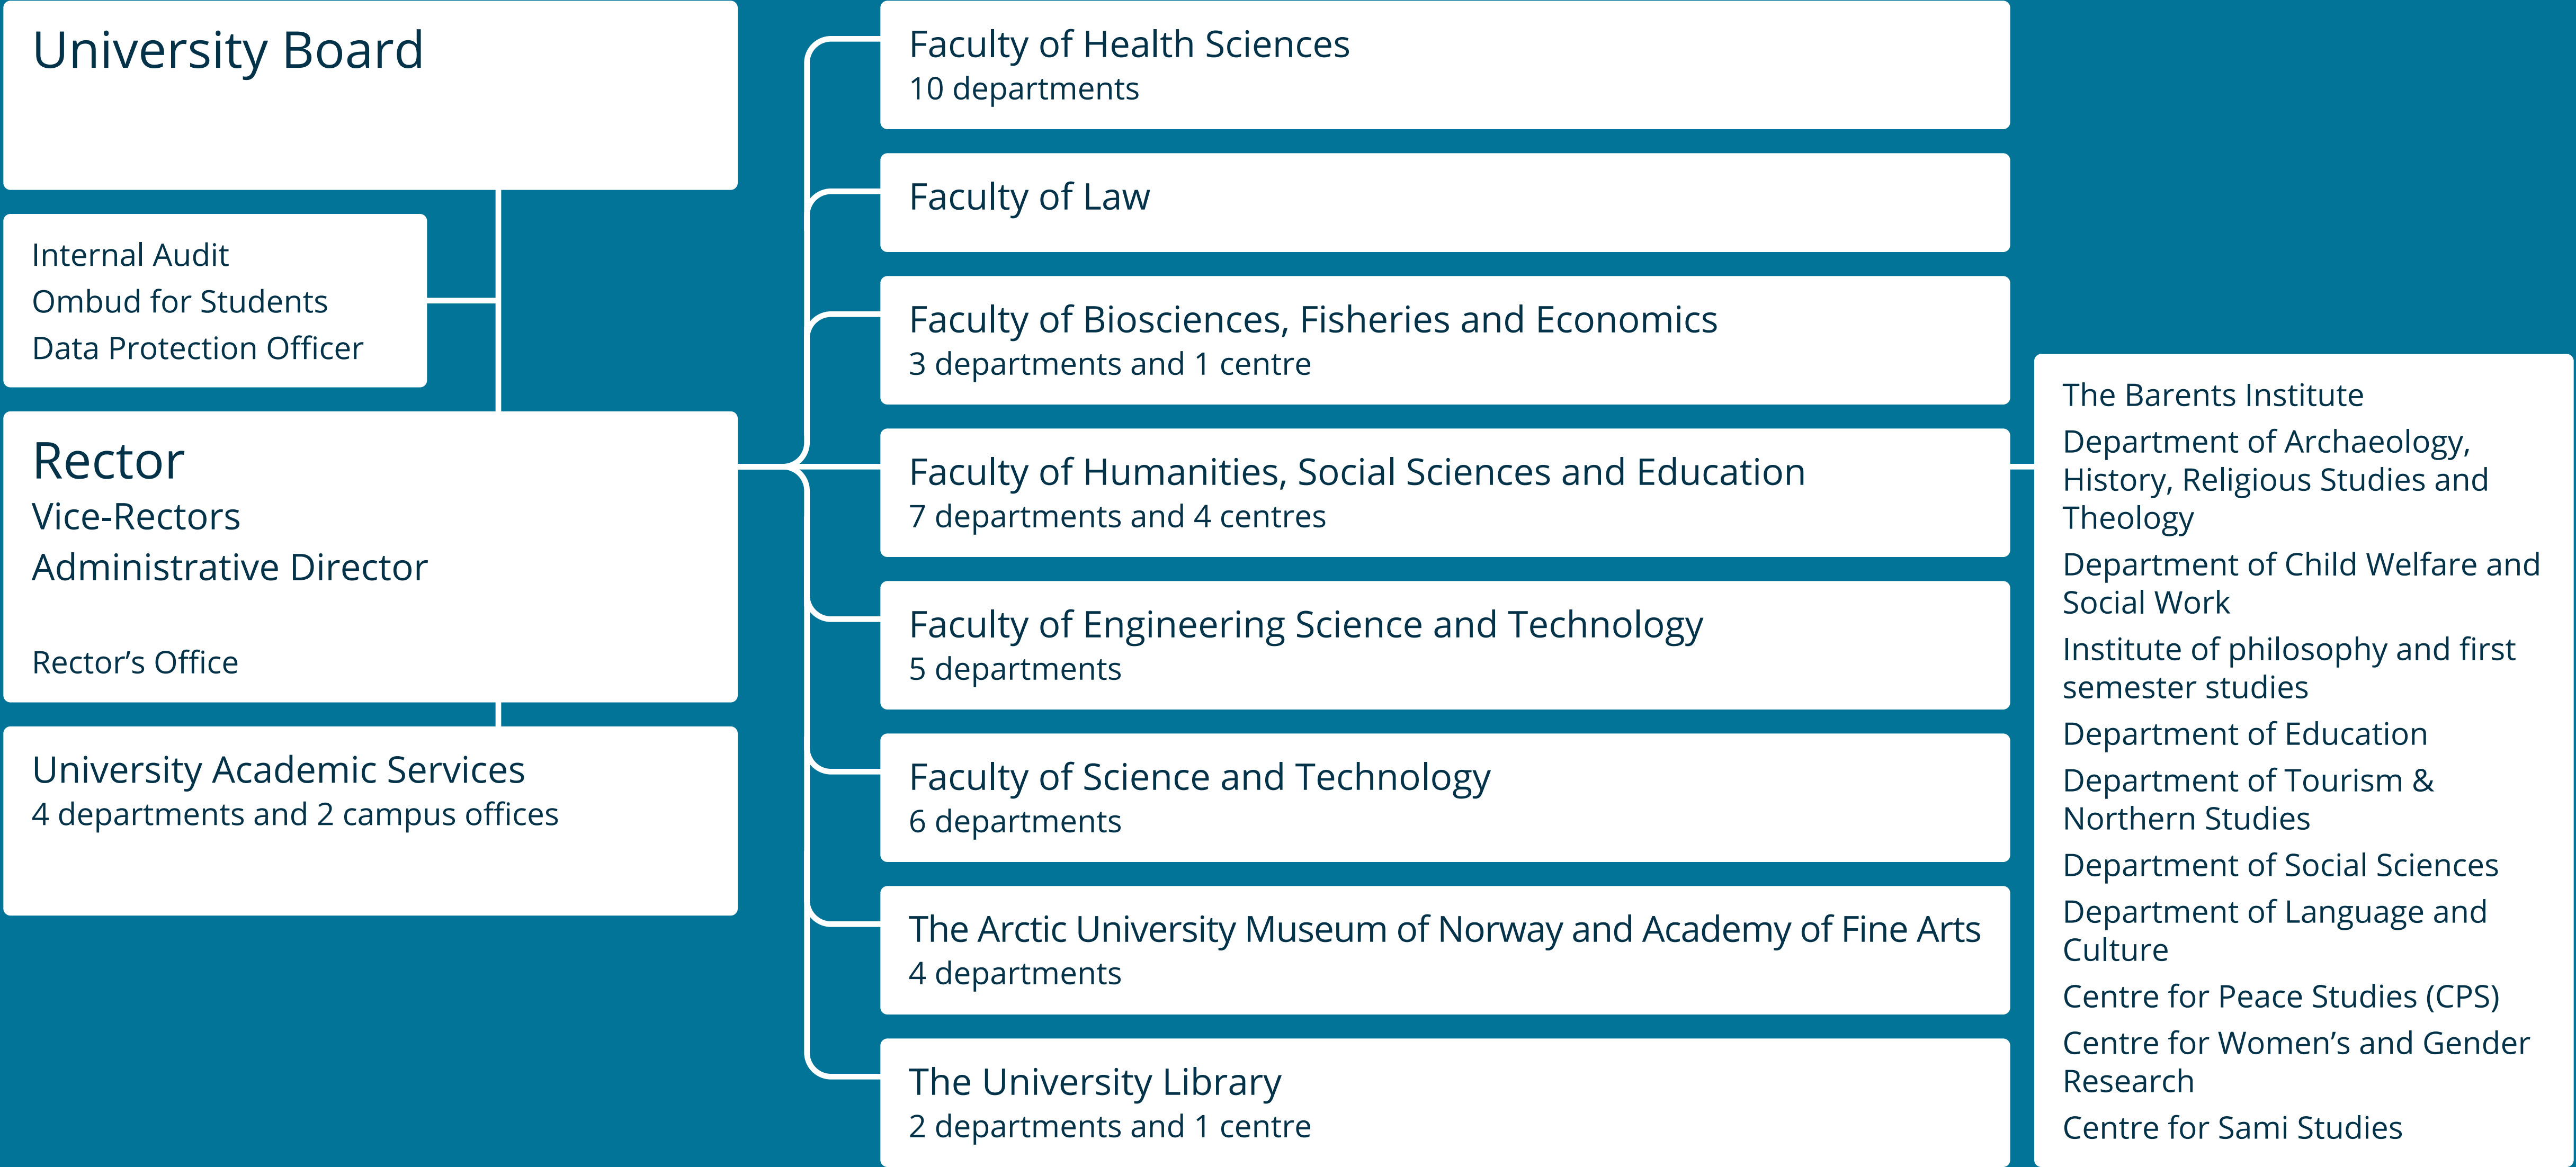 University Board
Internal Audit
Ombud for Students
Data Protection Officer
Rector
Vice-Rectors
Administrative Director
Rector’s Office
University Academic Services
4 departments and 2 campus offices
Faculty of Health Sciences
10 departments
Faculty of Law
Faculty of Biosciences, Fisheries and Economics
3 departments and 1 centre
Faculty of Humanities, Social Sciences and Education
7 departments and 4 centres
Faculty of Engineering Science and Technology
5 departments
Faculty of Science and Technology
6 departments
The Arctic University Museum of Norway and Academy of Fine Arts
4 departments
The University Library
2 departments and 1 centre
The Barents Institute
Department of Archaeology,
History, Religious Studies and
Theology
Department of Child Welfare and
Social Work
Institute of philosophy and first
semester studies
Department of Education
Department of Tourism &
Northern Studies
Department of Social Sciences
Department of Language and
Culture
Centre for Peace Studies (CPS)
Centre for Women’s and Gender
Research
Centre for Sami Studies